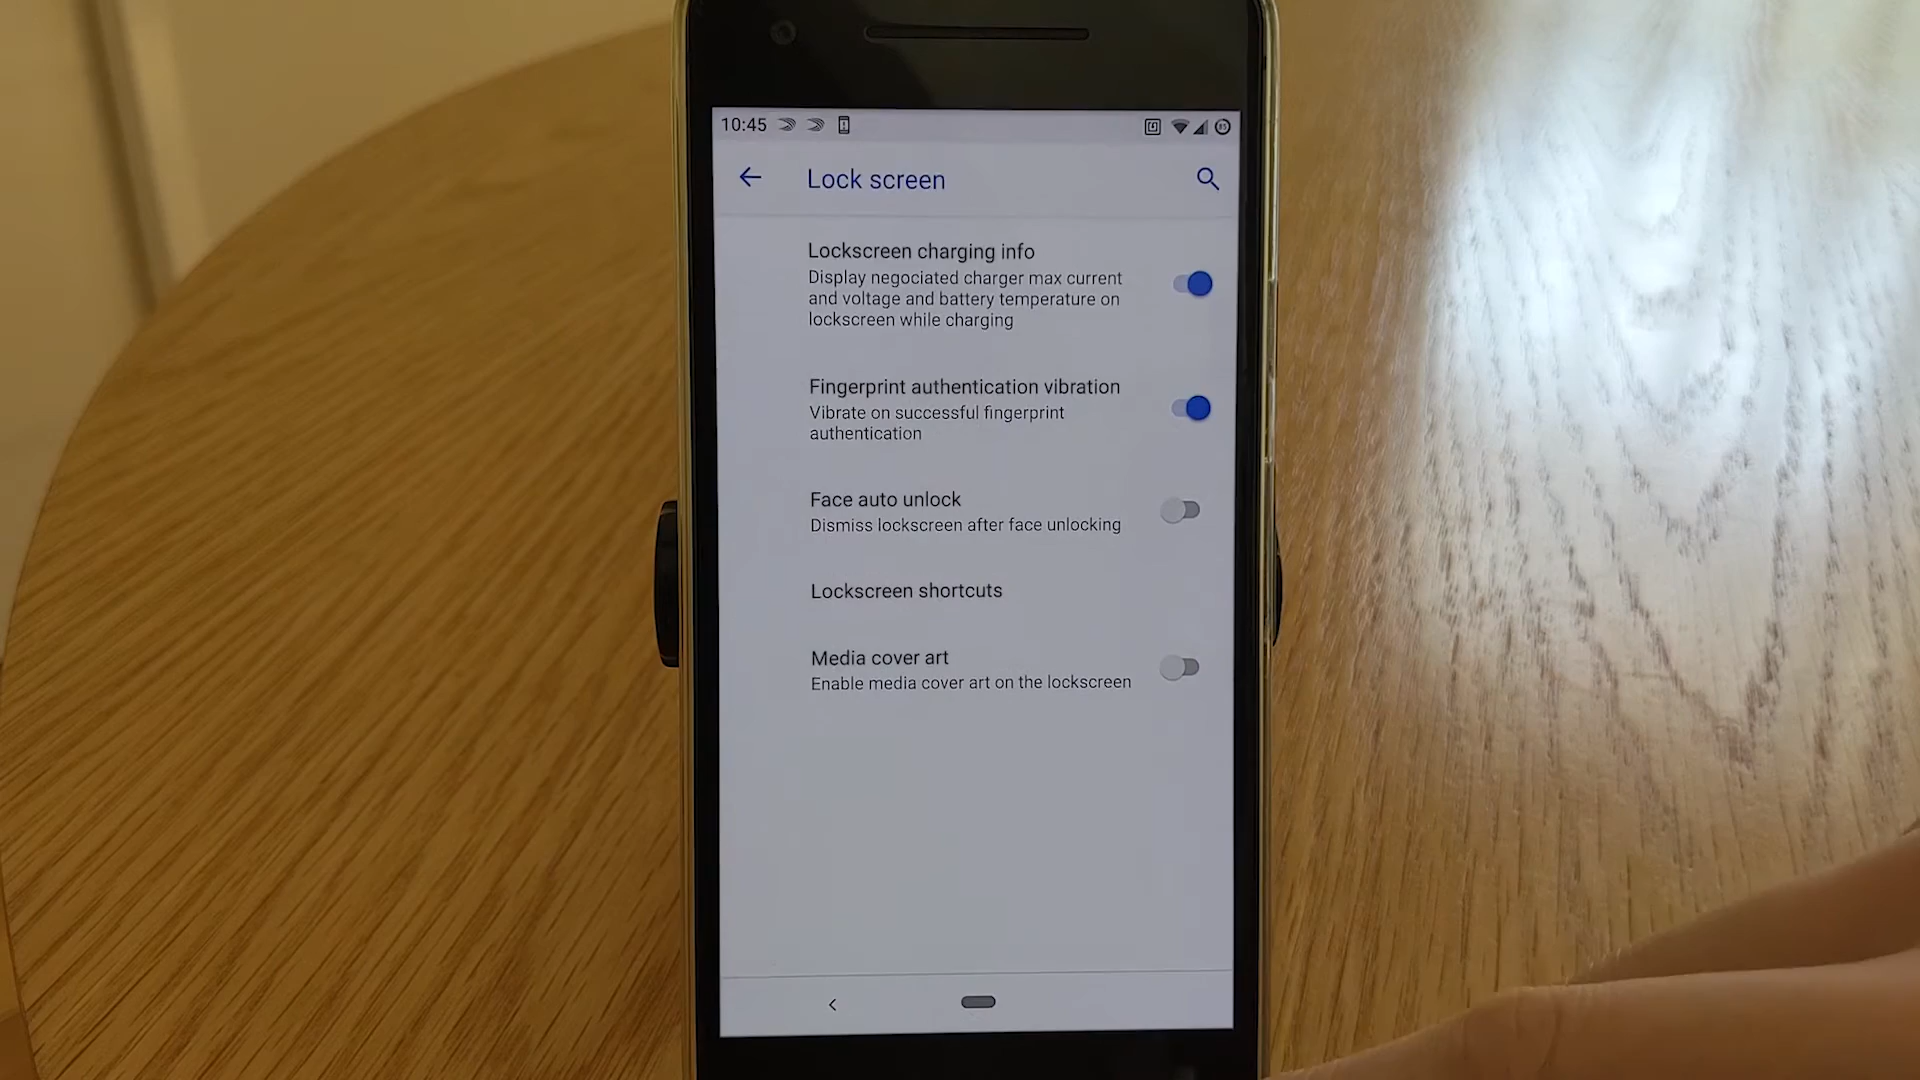 10:45
85
Lock screen
Lockscreen charging info
Display negociated charger max current
and voltage and battery temperature on
lockscreen while charging
Fingerprint authentication vibration
Vibrate on successful fingerprint
authentication
Face auto unlock
Dismiss lockscreen after face unlocking
Lockscreen shortcuts
Media cover art
Enable media cover art on the lockscreen